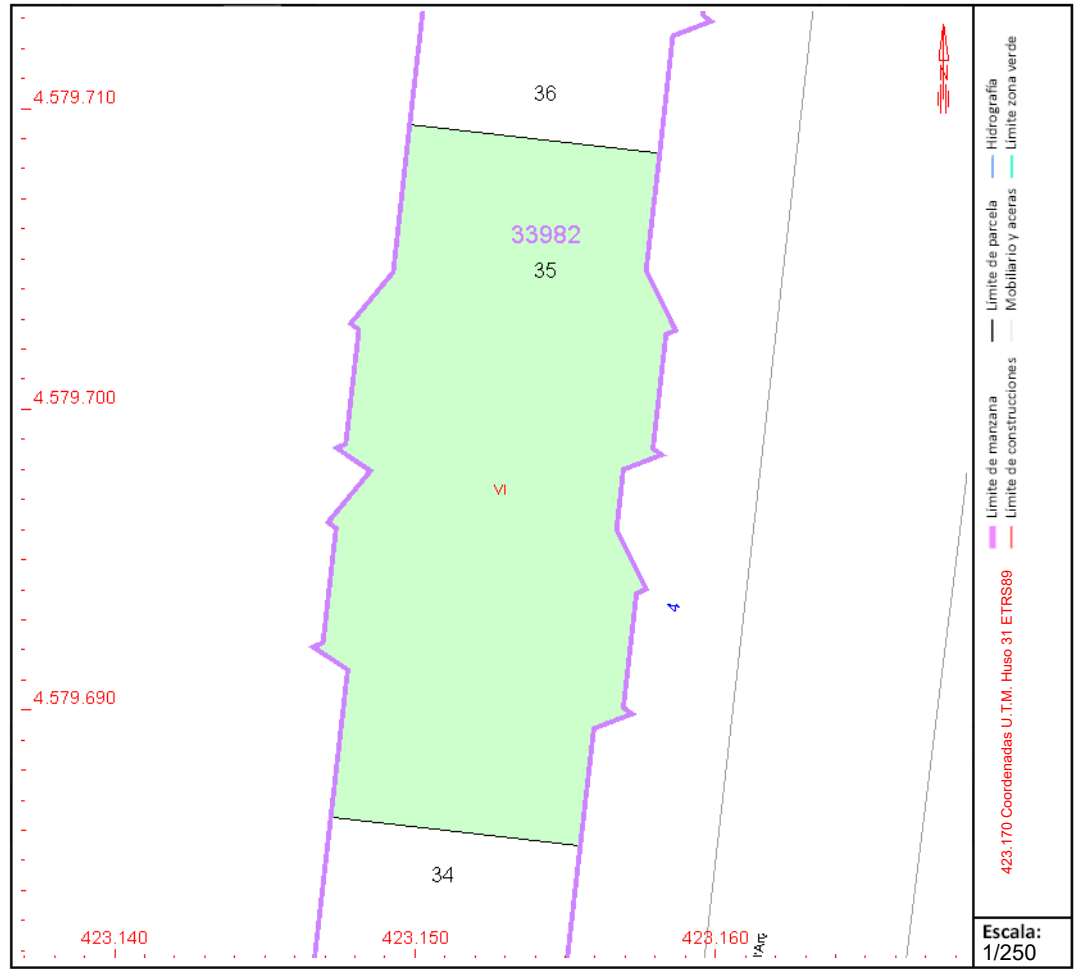 36
4.579.710
33982
35
4.579.700
VI
4
4.579.690
34
423.140
423.150
423.160
N
Límite de manzana
Límite de parcela
Hidrografía
Límite de construcciones
Mobiliario y aceras
Límite zona verde
423.170 Coordenadas U.T.M. Huso 31 ETRS89
Escala:
1/250